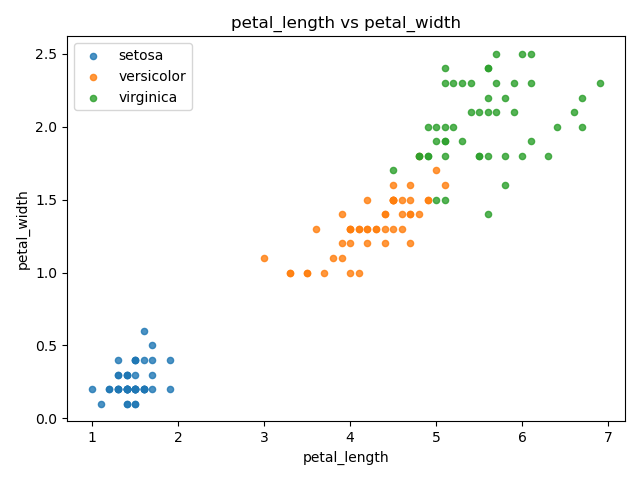 petal_length vs petal_width
setosa
versicolor
virginica
petal_width
2.5
2.0
1.5
1.0
0.5
0.0
1 2 3 4 5 6 7
petal_length